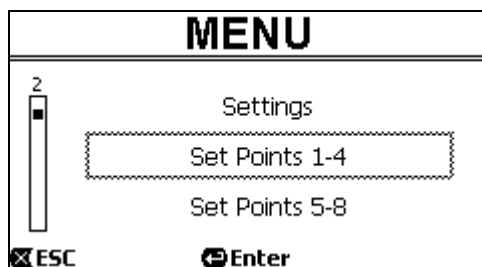 MENU
2
Settings
Set Points 1-4
Set Points 5-8
ESC Enter